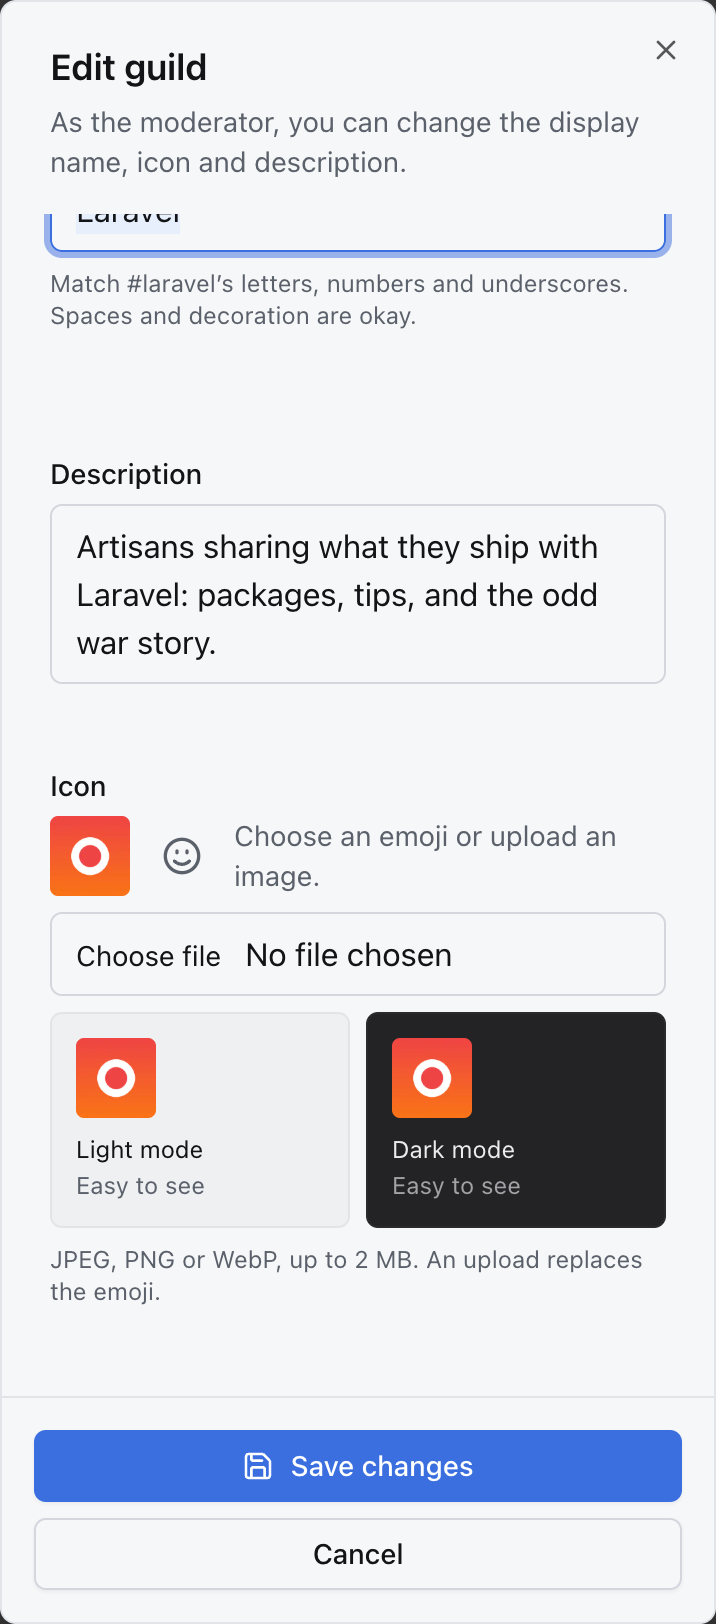 Edit guild
As the moderator, you can change the display
name, icon and description.
Laravel
Match #laravel’s letters, numbers and underscores.
Spaces and decoration are okay.
Description
Artisans sharing what they ship with
Laravel: packages, tips, and the odd
war story.
Icon
Choose an emoji or upload an
image.
Choose file No file chosen
Light mode
Easy to see
Dark mode
Easy to see
JPEG, PNG or WebP, up to 2 MB. An upload replaces
the emoji.
Save changes
Cancel